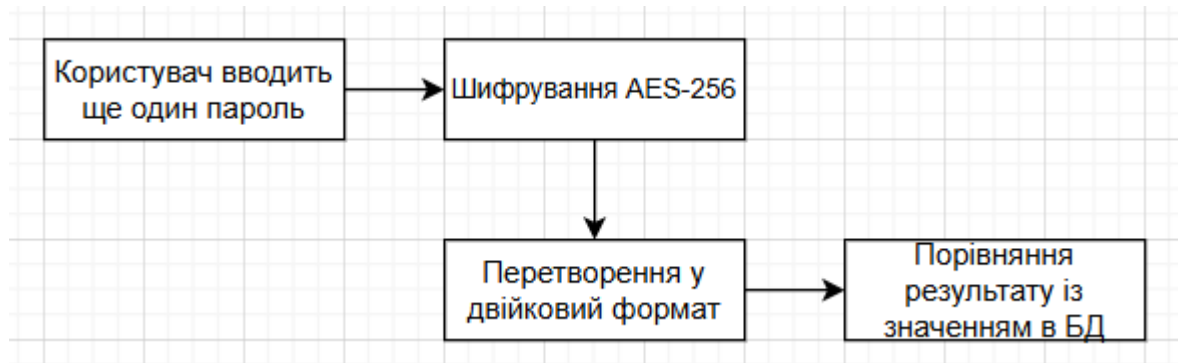 Користувач вводить
ще один пароль
Шифрування AES-256
Перетворення у
двійковий формат
Порівняння
результату із
значенням в БД